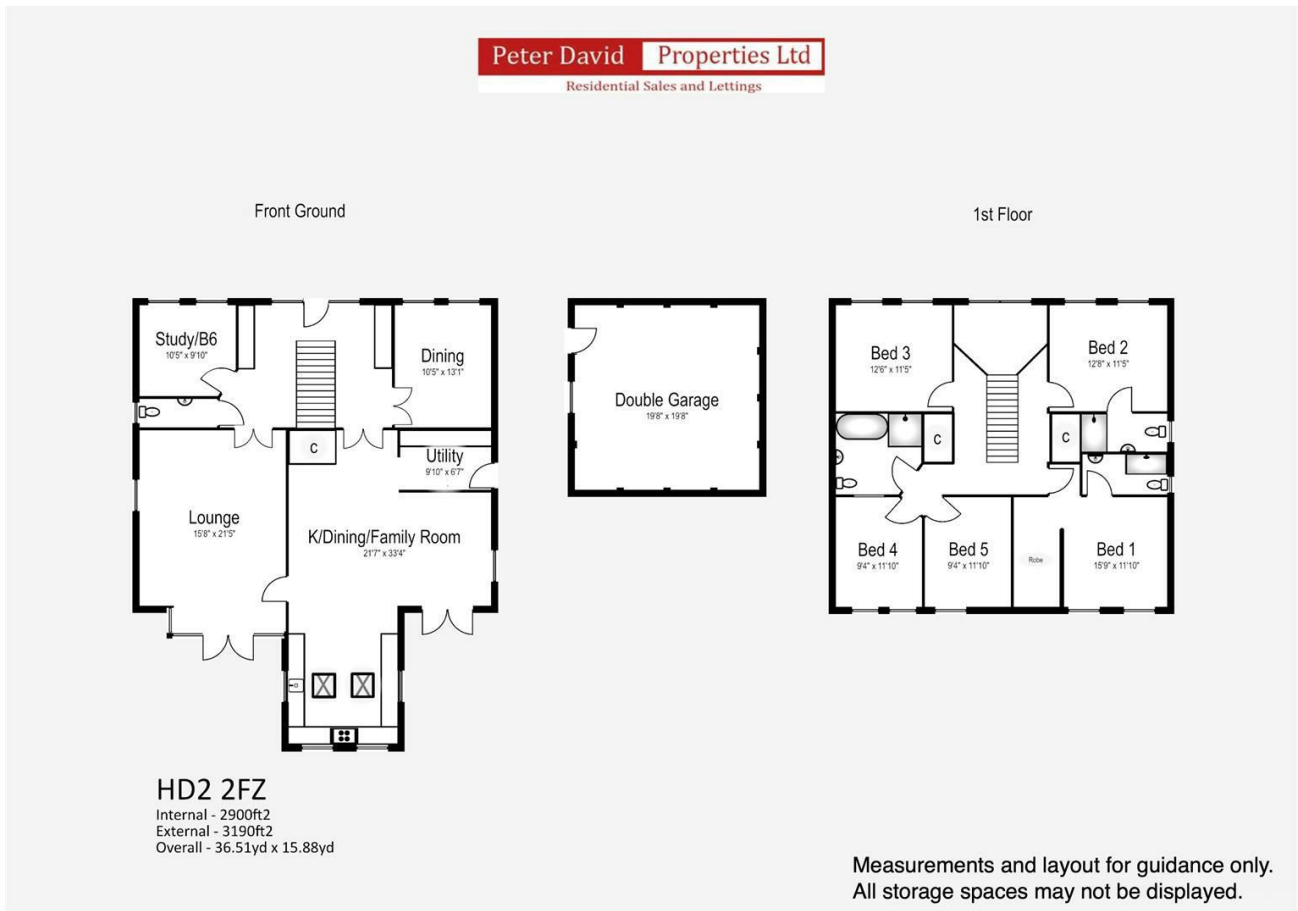 Peter David Properties Ltd
Residential Sales and Lettings
Front Ground
1st Floor
Study/B6
10'5" x 9'10"
Dining
10'5" x 13'1"
C
Utility
9'10" x 6'7"
Lounge
15'8" x 21'5"
K/Dining/Family Room
21'7" x 33'4"
Double Garage
19'8" x 19'8"
Bed 3
12'6" x 11'5"
Bed 2
12'8" x 11'5"
C
C
Bed 4
9'4" x 11'10"
Bed 5
9'4" x 11'10"
Robe
Bed 1
15'9" x 11'10"
HD2 2FZ
Internal - 2900ft2
External - 3190ft2
Overall - 36.51yd x 15.88yd
Measurements and layout for guidance only.
All storage spaces may not be displayed.